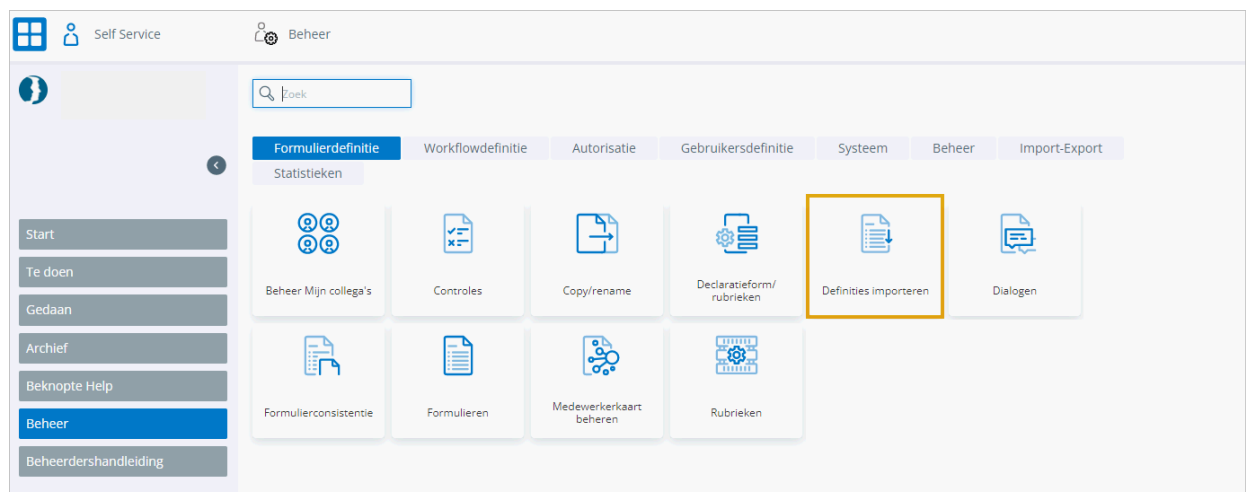 Self Service
Beheer
Zoek
Formulierdefinitie Workflowdefinitie Autorisatie Gebruikersdefinitie Systeem Beheer Import-Export
Statistieken
Start
Te doen
Gedaan
Archief
Beknopte Help
Beheer
Beheerdershandleiding
Beheer Mijn collega's
Controles
Copy/rename
Declaratieform/
rubrieken
Definities importeren
Dialogen
Formulierconsistentie
Formulieren
Medewerkerkaart
beheren
Rubrieken